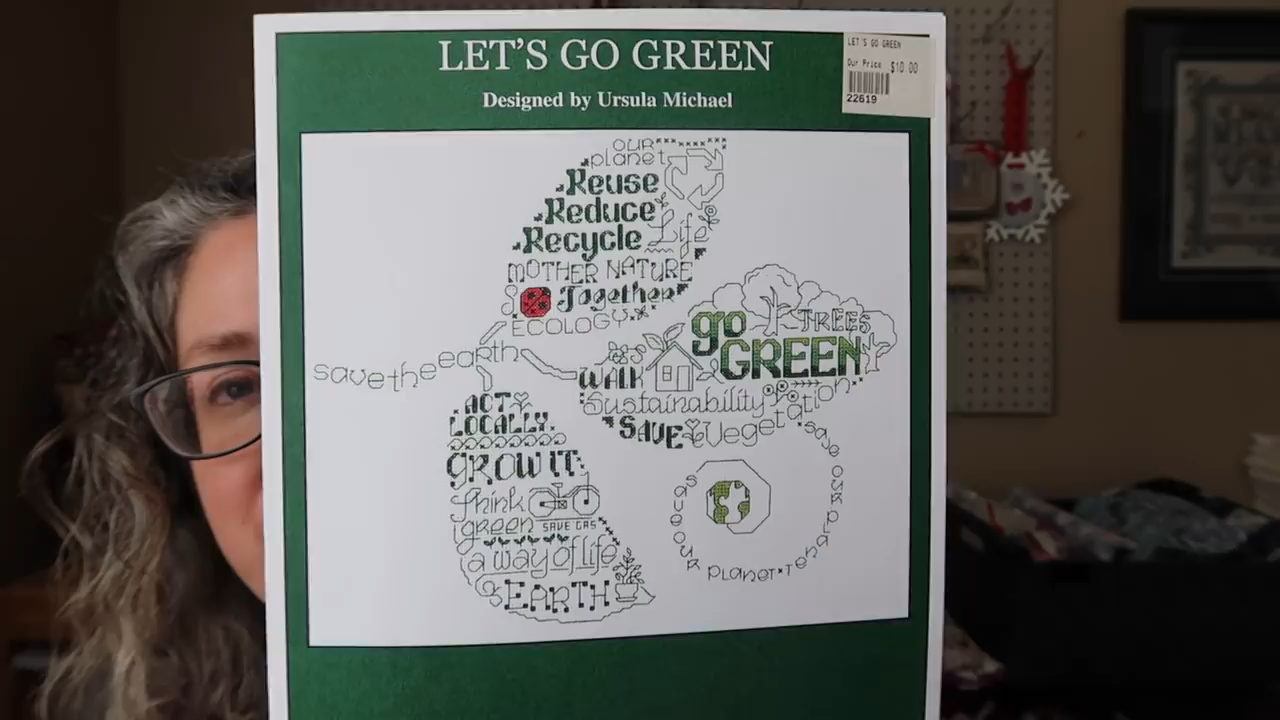 LET'S GO GREEN
Designed by Ursula Michael
LET'S GO GREEN
Our Price $10.00
22619
OUR
planet
Reuse
Reduce
Recycle
Life
MOTHER NATURE
Together
ECOLOGY
save the earth
go
TREES
GREEN
WALK
Sustainability
SAVE
Vegetation
ACT
LOCALLY.
GROW IT
think
green
SAVE GAS
a way of life
EARTH
save our planet
save our planet